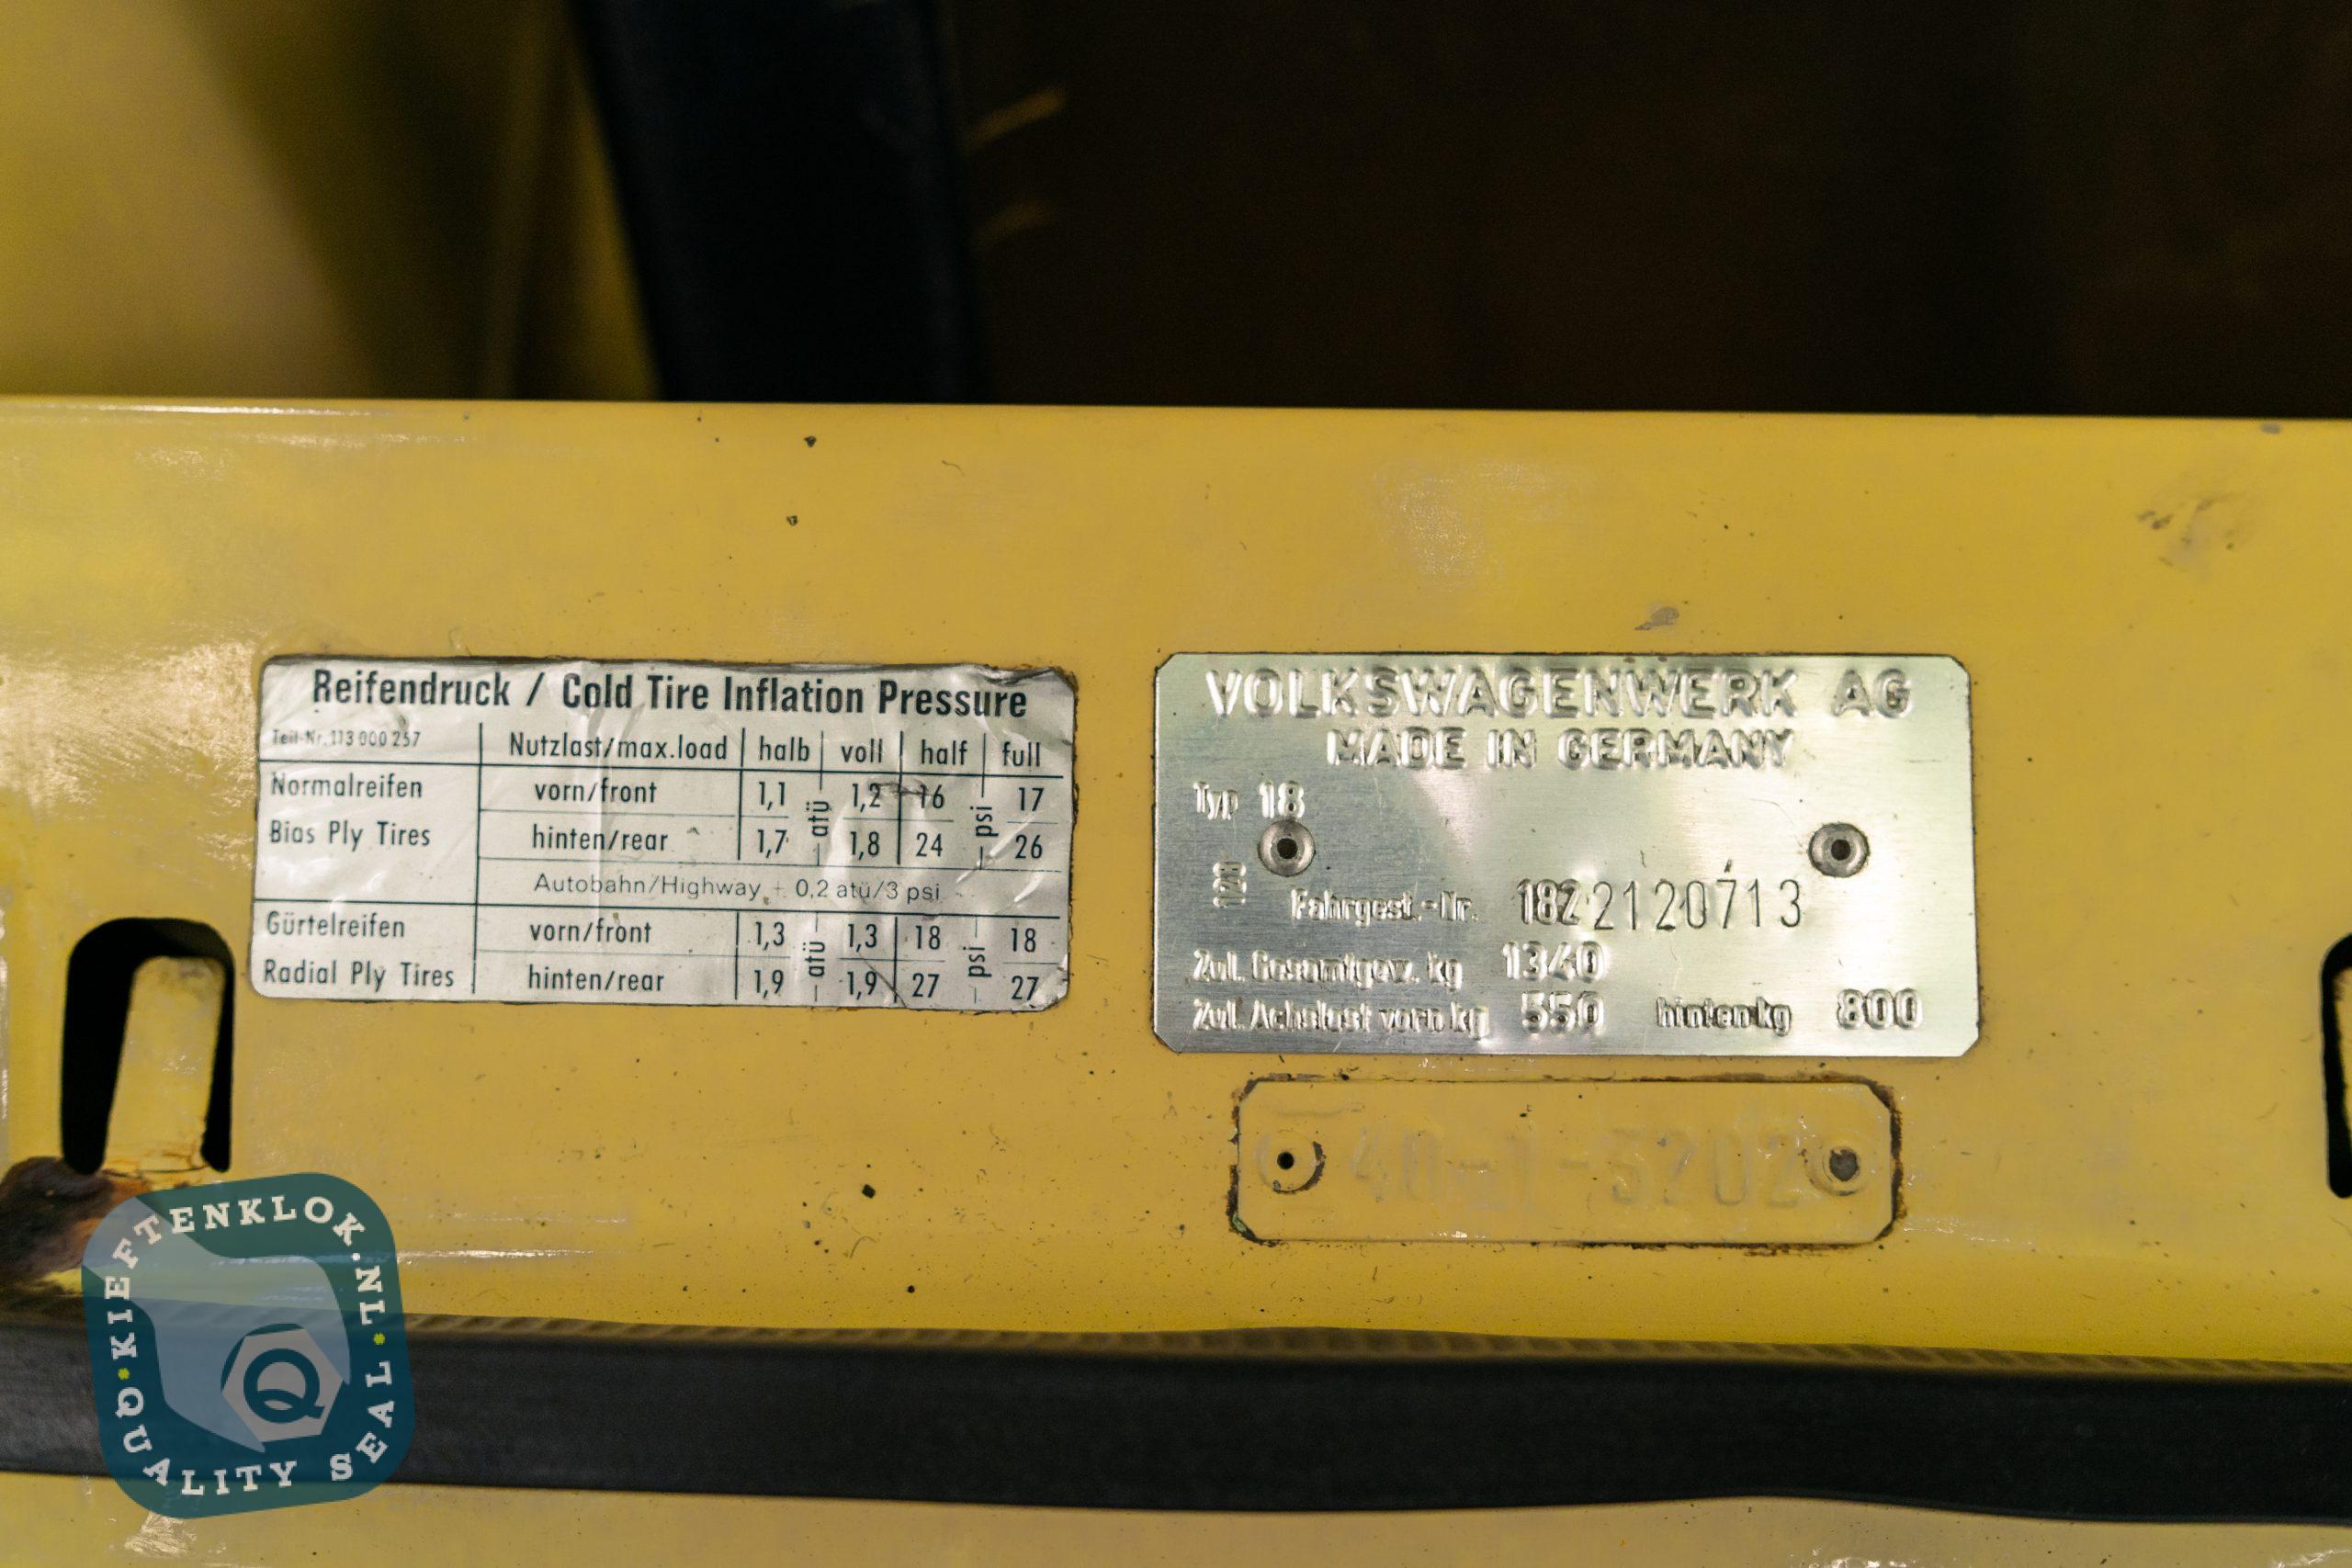 Reifendruck / Cold Tire Inflation Pressure
Teil-Nr. 113 000 257 Nutzlast/max.load halb voll half full
Normalreifen vorn/front 1,1 atü 1,2 16 psi 17
Bias Ply Tires hinten/rear 1,7 1,8 24 26
Autobahn/Highway + 0,2 atü/3 psi
Gürtelreifen vorn/front 1,3 atü 1,3 18 psi 18
Radial Ply Tires hinten/rear 1,9 1,9 27 27
VOLKSWAGENWERK AG
MADE IN GERMANY
Typ 18
Fahrgest.-Nr. 1822120713
Zul. Gesamtgew. kg 1340
Zul. Achslast vorn kg 550 hinten kg 800
KIEFTENKLOK.NL
QUALITY SEAL
Q